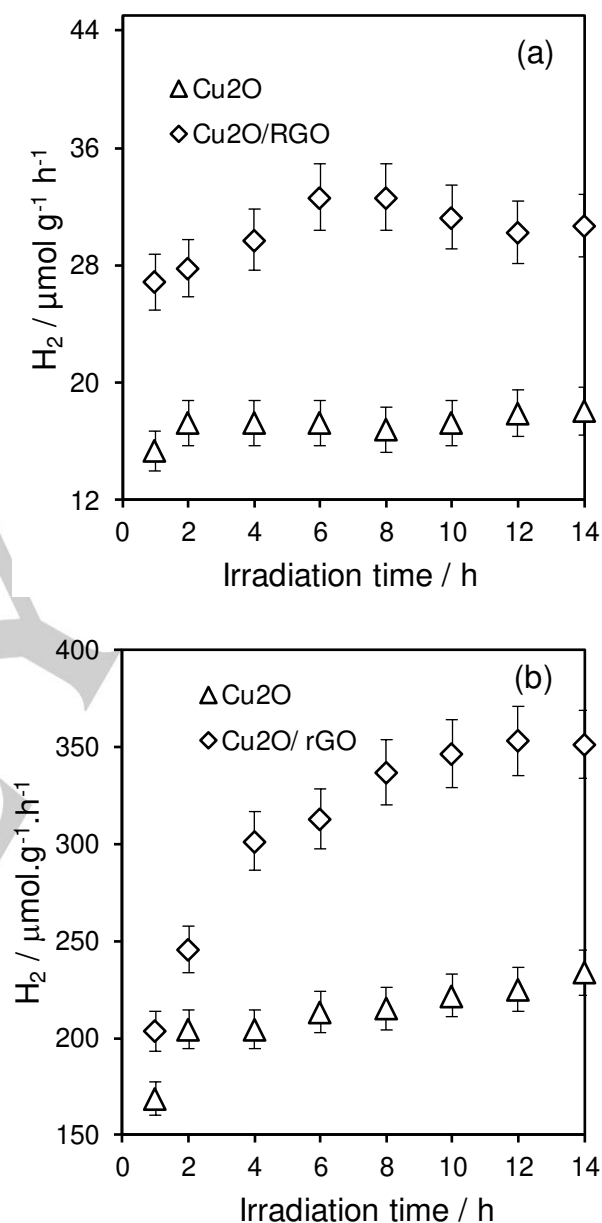 44
(a)
Cu2O
36
Cu2O/RGO
28
H2 / µmol g-1 h-1
20
12
0 2 4 6 8 10 12 14
Irradiation time / h
400
(b)
Cu2O
350
Cu2O/ rGO
300
H2 / µmol.g-1.h-1
250
200
150
0 2 4 6 8 10 12 14
Irradiation time / h